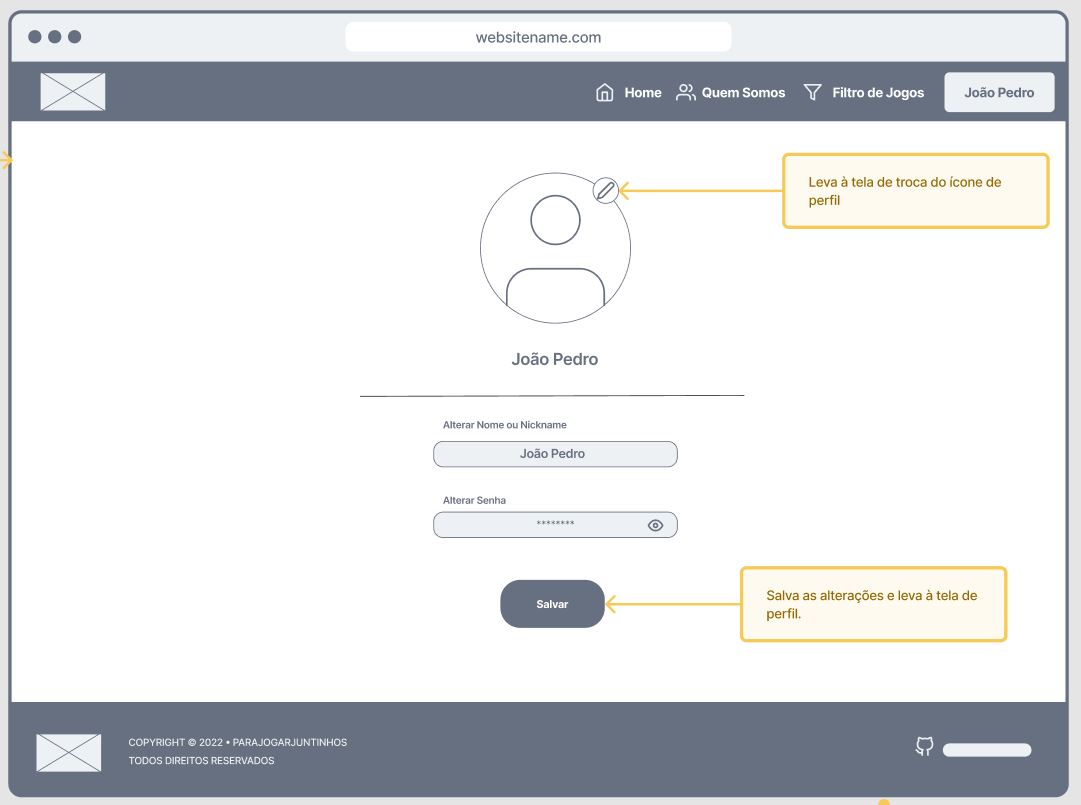 websitename.com
Home
Quem Somos
Filtro de Jogos
João Pedro
Leva à tela de troca do ícone de
perfil
João Pedro
Alterar Nome ou Nickname
João Pedro
Alterar Senha
********
Salvar
Salva as alterações e leva à tela de
perfil.
COPYRIGHT © 2022 • PARAJOGARJUNTINHOS
TODOS DIREITOS RESERVADOS